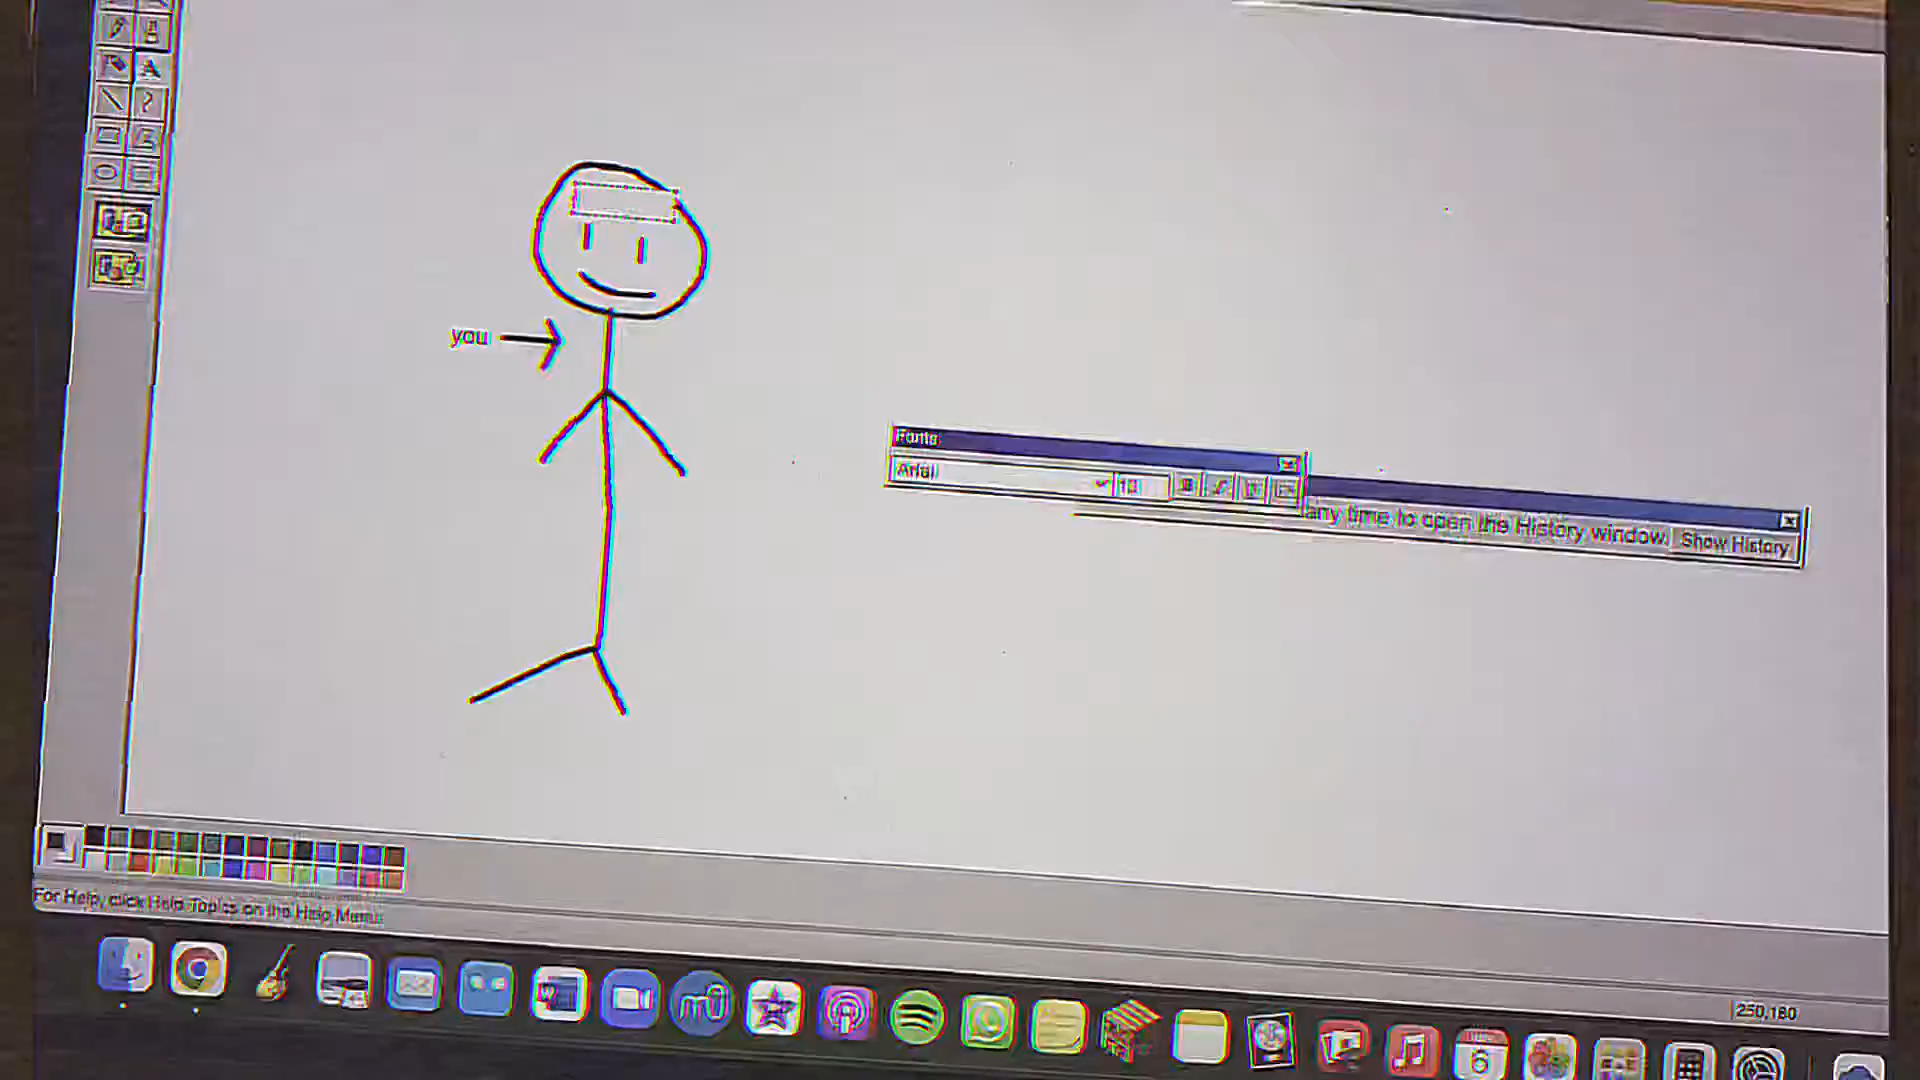 you
Fonts
Arial
any time to open the History window.
Show History
For Help, click Help Topics on the Help Menu.
250,180
6